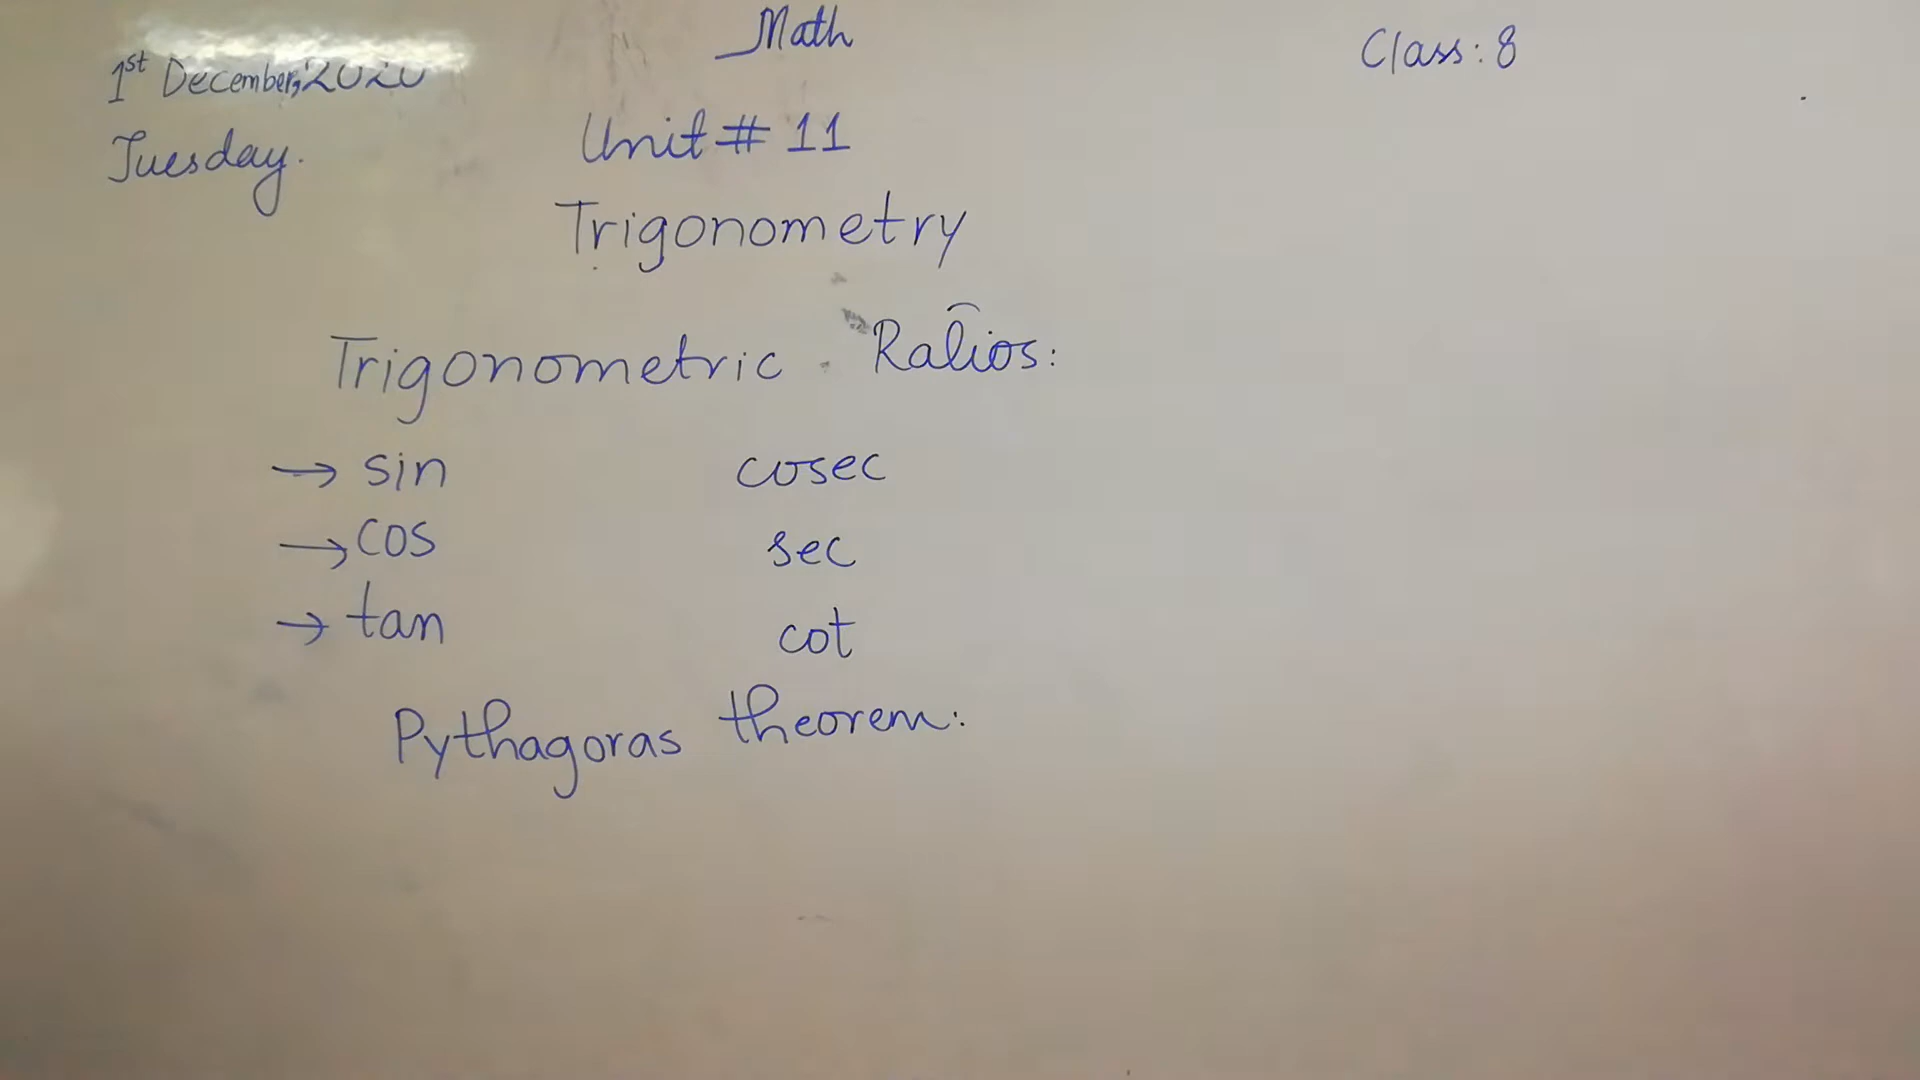 Math
Class: 8
1st December, 2020
Tuesday.
Unit # 11
Trigonometry
Trigonometric Ratios:
→ sin cosec
→ cos sec
→ tan cot
Pythagoras theorem: